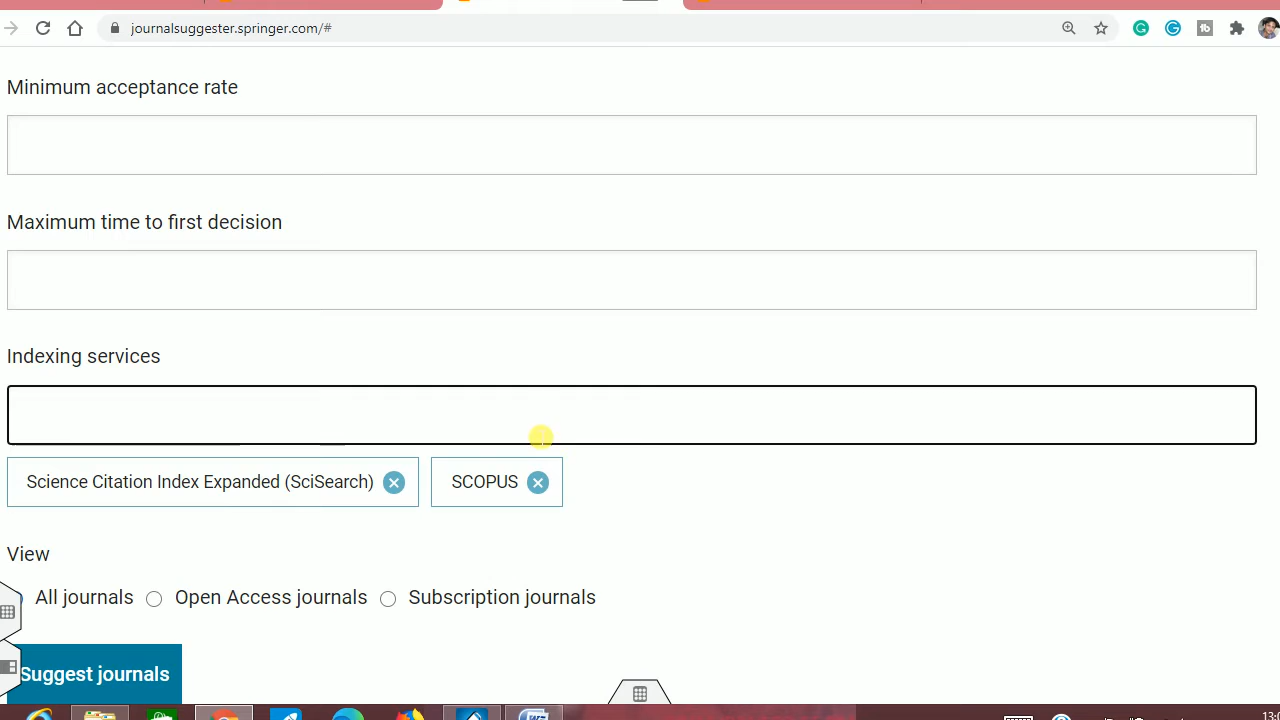 journalsuggester.springer.com/#
Minimum acceptance rate
Maximum time to first decision
Indexing services
Science Citation Index Expanded (SciSearch) SCOPUS
View
All journals Open Access journals Subscription journals
Suggest journals